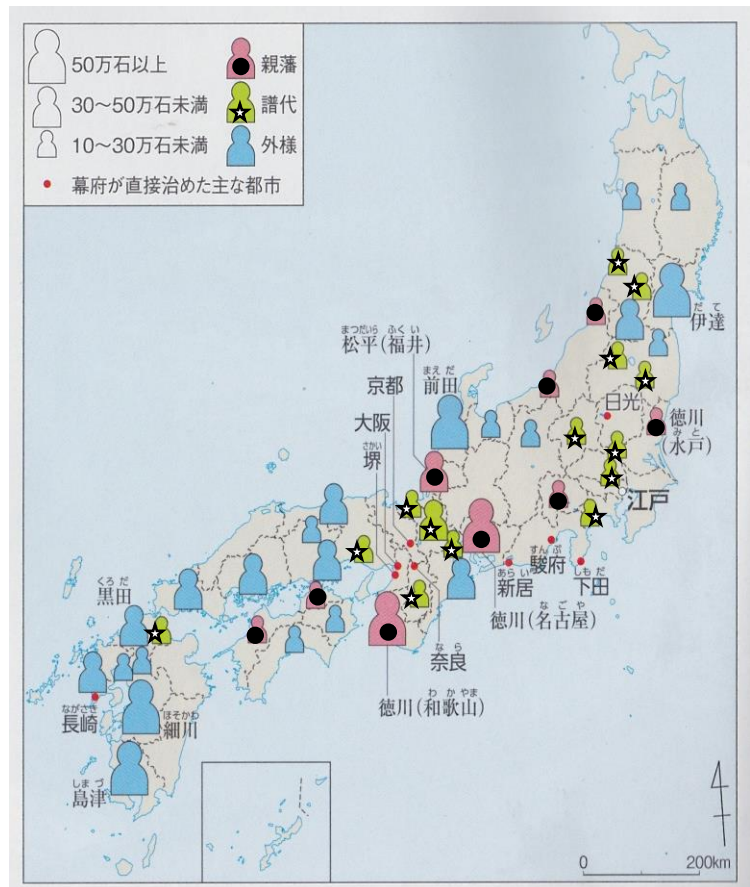 50万石以上
親藩
30～50万石未満
譜代
10～30万石未満
外様
幕府が直接治めた主な都市
だて
伊達
まつだいら ふくい
松平(福井)
京都
まえだ
前田
大阪
さかい
堺
日光
徳川
みと
(水戸)
江戸
くろだ
黒田
あらい
新居
すんぷ
駿府
しもだ
下田
なごや
徳川(名古屋)
なら
奈良
わかやま
徳川(和歌山)
ながさき
長崎
ほそかわ
細川
しまづ
島津
0 200km